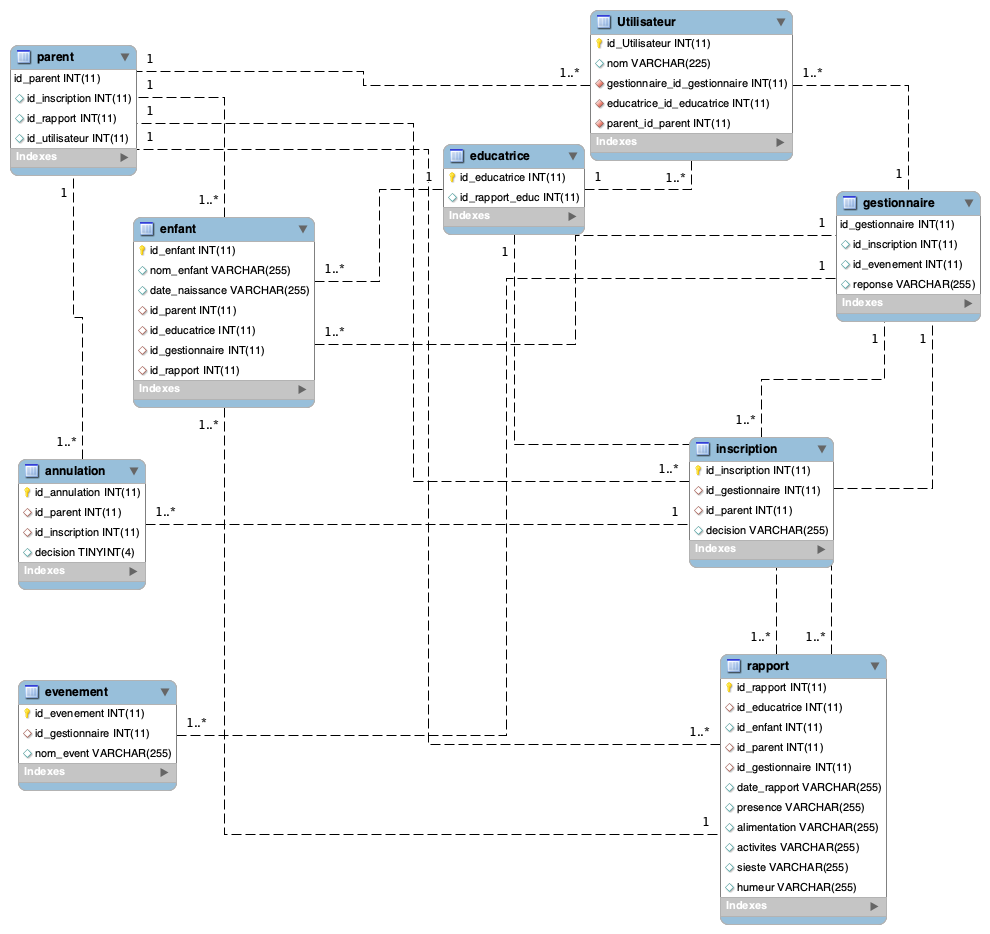 parent
id_parent INT(11)
id_inscription INT(11)
id_rapport INT(11)
id_utilisateur INT(11)
Indexes
1
1
1
1
1
1..*
Utilisateur
id_Utilisateur INT(11)
nom VARCHAR(225)
gestionnaire_id_gestionnaire INT(11)
educatrice_id_educatrice INT(11)
parent_id_parent INT(11)
Indexes
1..*
1..*
1
educatrice
id_educatrice INT(11)
id_rapport_educ INT(11)
Indexes
1
1
1
gestionnaire
id_gestionnaire INT(11)
id_inscription INT(11)
id_evenement INT(11)
reponse VARCHAR(255)
Indexes
1
1
1
1
1..*
enfant
id_enfant INT(11)
nom_enfant VARCHAR(255)
date_naissance VARCHAR(255)
id_parent INT(11)
id_educatrice INT(11)
id_gestionnaire INT(11)
id_rapport INT(11)
Indexes
1..*
1..*
1..*
1..*
annulation
id_annulation INT(11)
id_parent INT(11)
id_inscription INT(11)
decision TINYINT(4)
Indexes
1..*
1
1..*
1..*
inscription
id_inscription INT(11)
id_gestionnaire INT(11)
id_parent INT(11)
decision VARCHAR(255)
Indexes
1..*
1..*
evenement
id_evenement INT(11)
id_gestionnaire INT(11)
nom_event VARCHAR(255)
Indexes
1..*
1..*
1
rapport
id_rapport INT(11)
id_educatrice INT(11)
id_enfant INT(11)
id_parent INT(11)
id_gestionnaire INT(11)
date_rapport VARCHAR(255)
presence VARCHAR(255)
alimentation VARCHAR(255)
activites VARCHAR(255)
sieste VARCHAR(255)
humeur VARCHAR(255)
Indexes